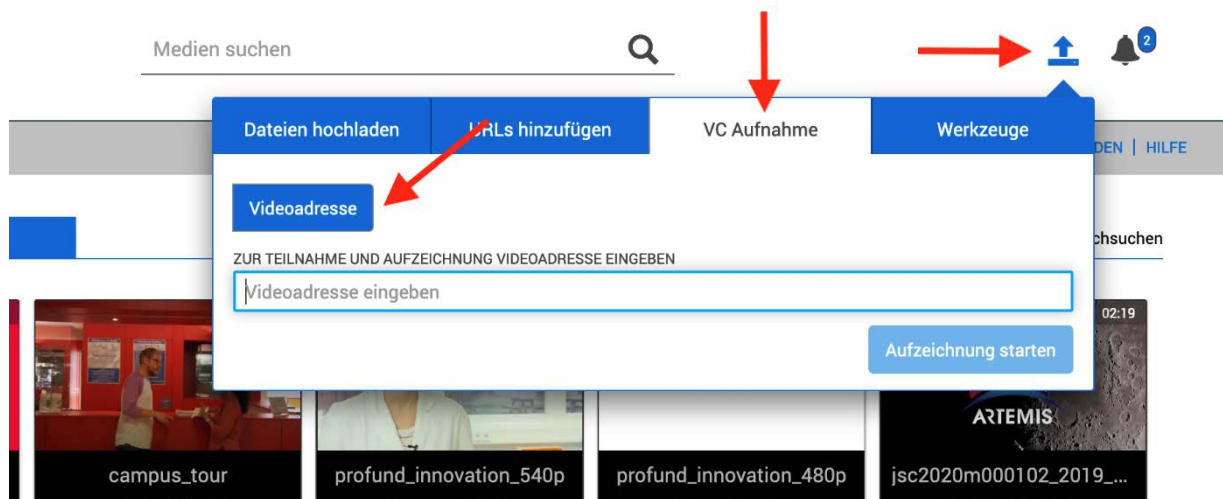 Medien suchen
2
Dateien hochladen
URLs hinzufügen
VC Aufnahme
Werkzeuge
DEN | HILFE
Videoadresse
chsuchen
ZUR TEILNAHME UND AUFZEICHNUNG VIDEOADRESSE EINGEBEN
Videoadresse eingeben
02:19
Aufzeichnung starten
ARTEMIS
campus_tour
profund_innovation_540p
profund_innovation_480p
jsc2020m000102_2019_...